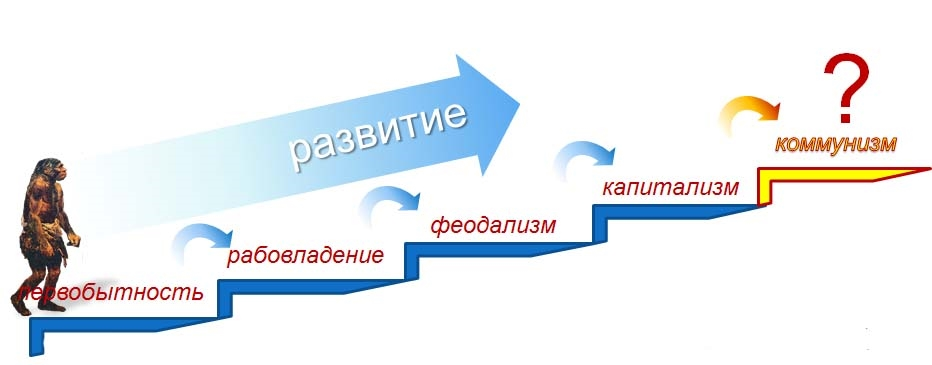 развитие
?
коммунизм
капитализм
феодализм
рабовладение
первобытность